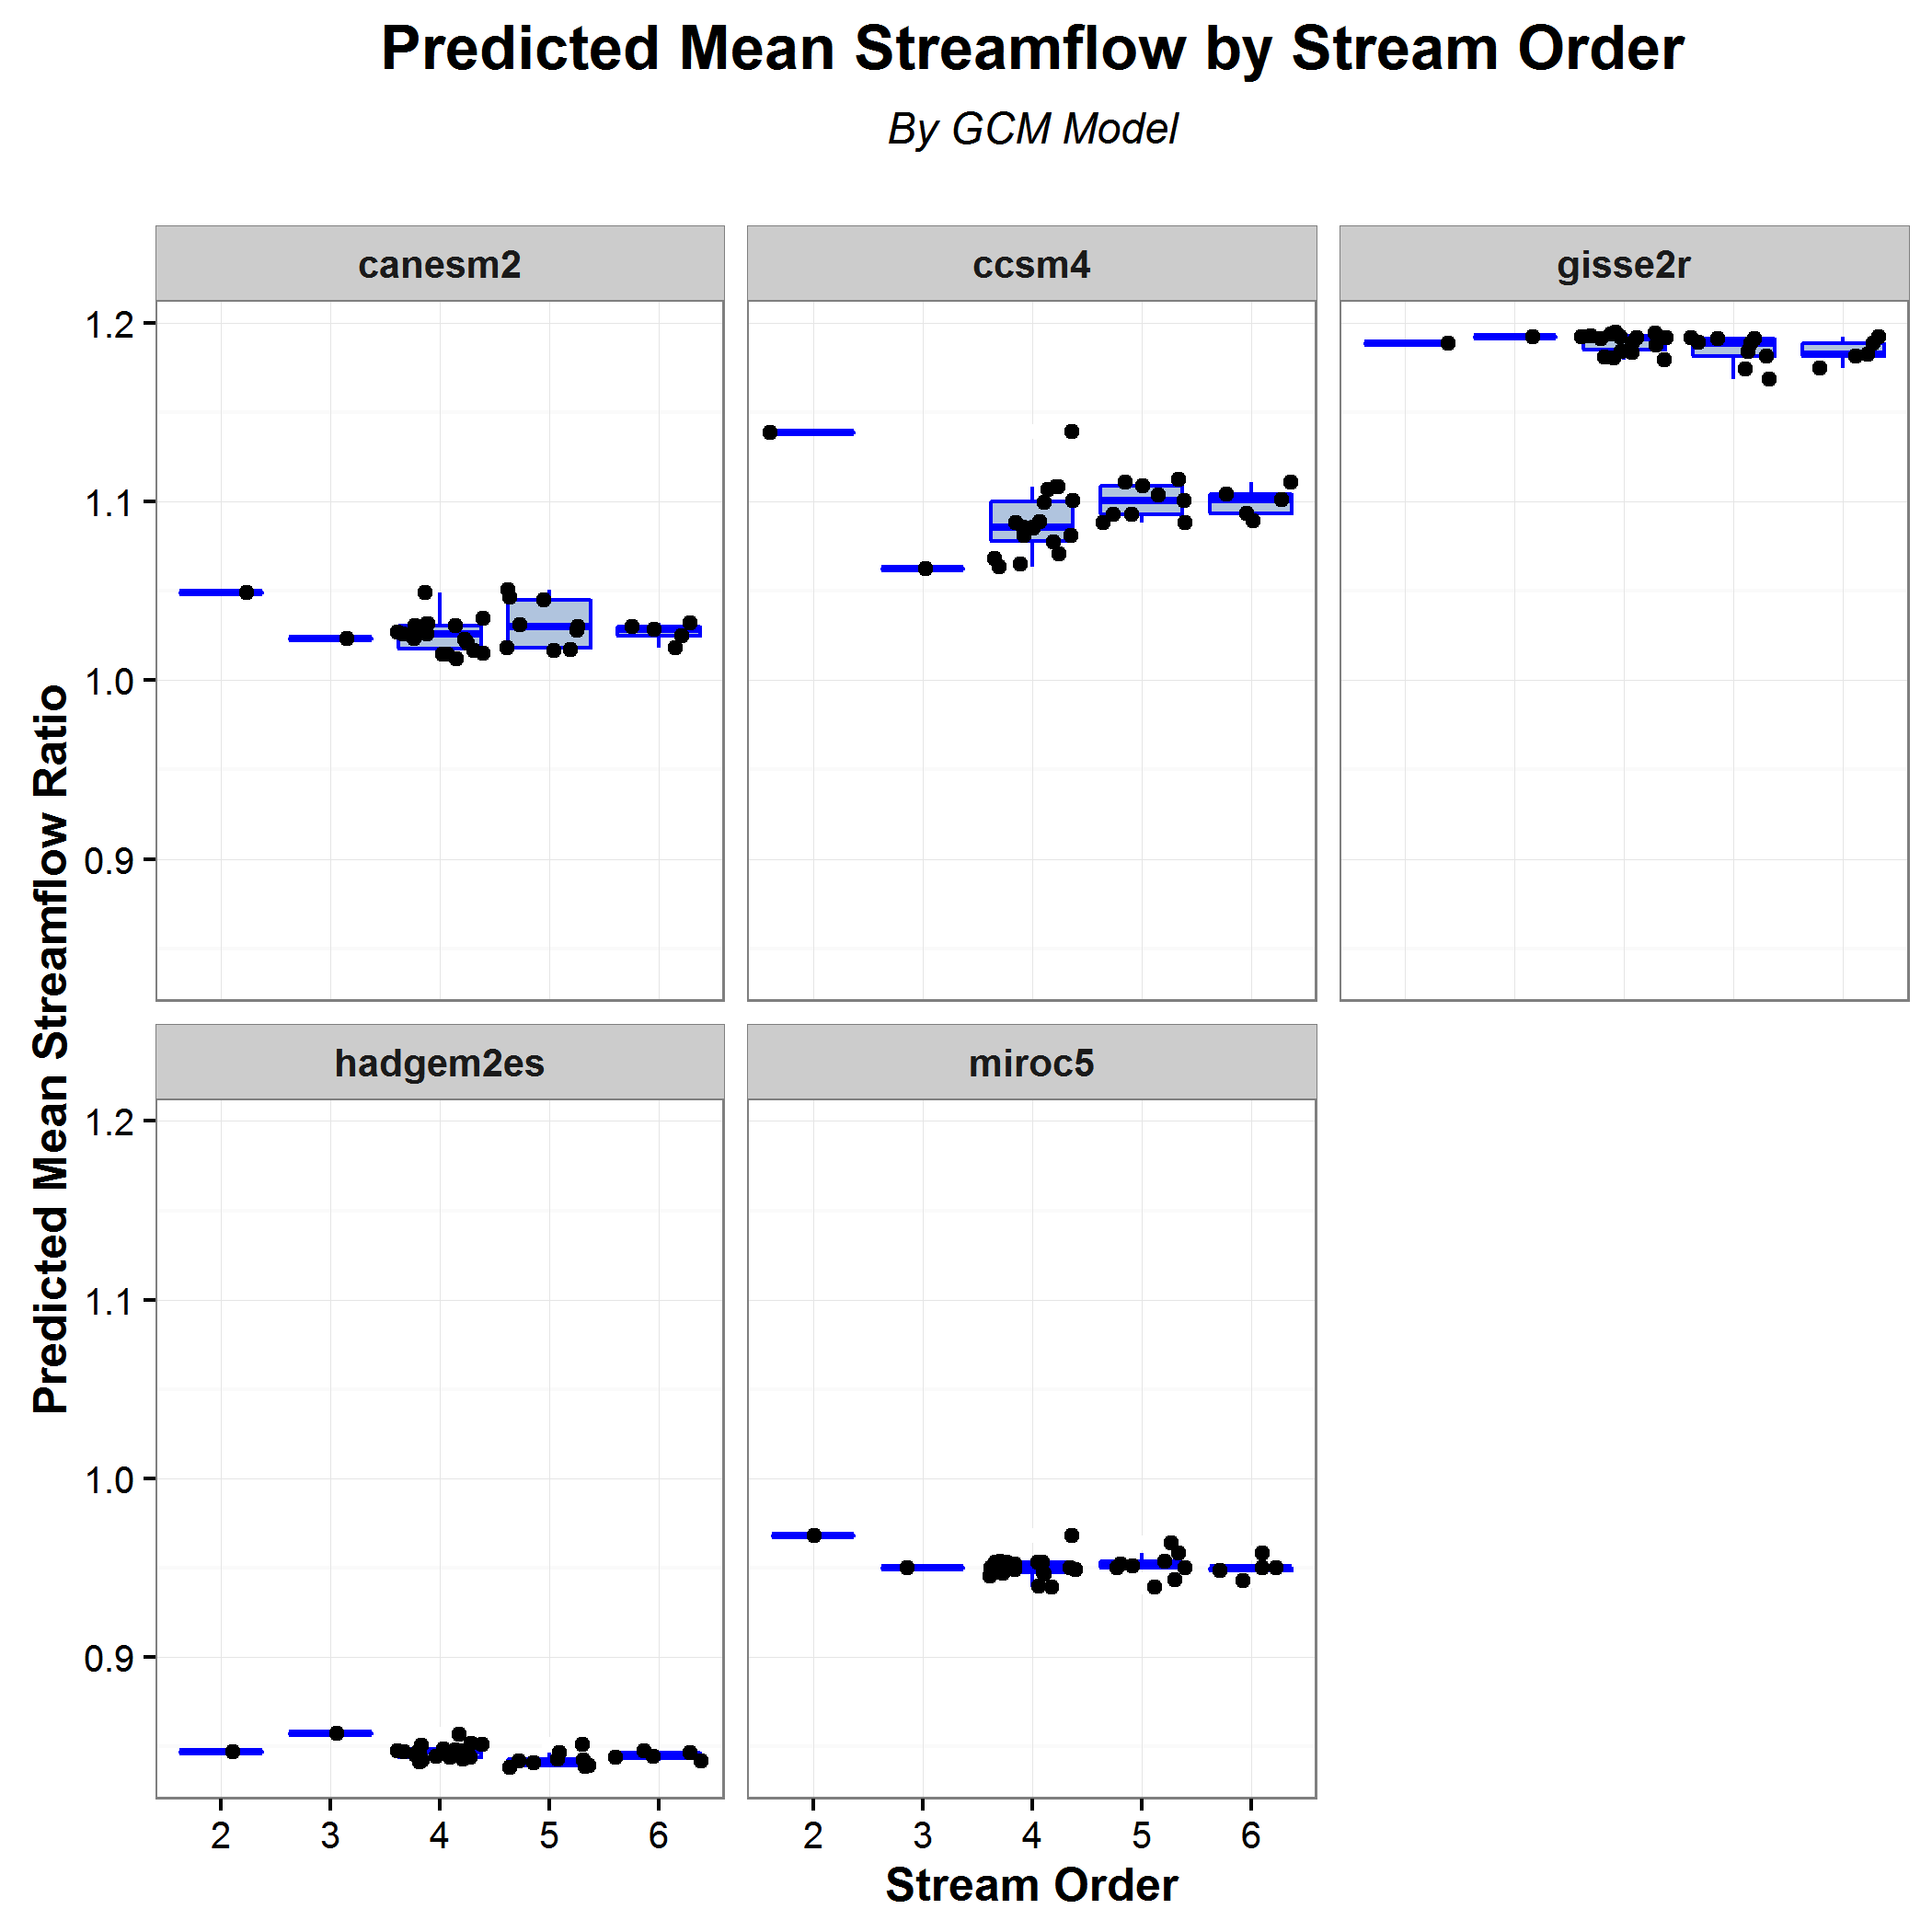 Predicted Mean Streamflow by Stream Order
By GCM Model
canesm2
ccsm4
gisse2r
1.2
1.1
1.0
0.9
hadgem2es
miroc5
1.2
1.1
1.0
0.9
Predicted Mean Streamflow Ratio
2 3 4 5 6
2 3 4 5 6
Stream Order